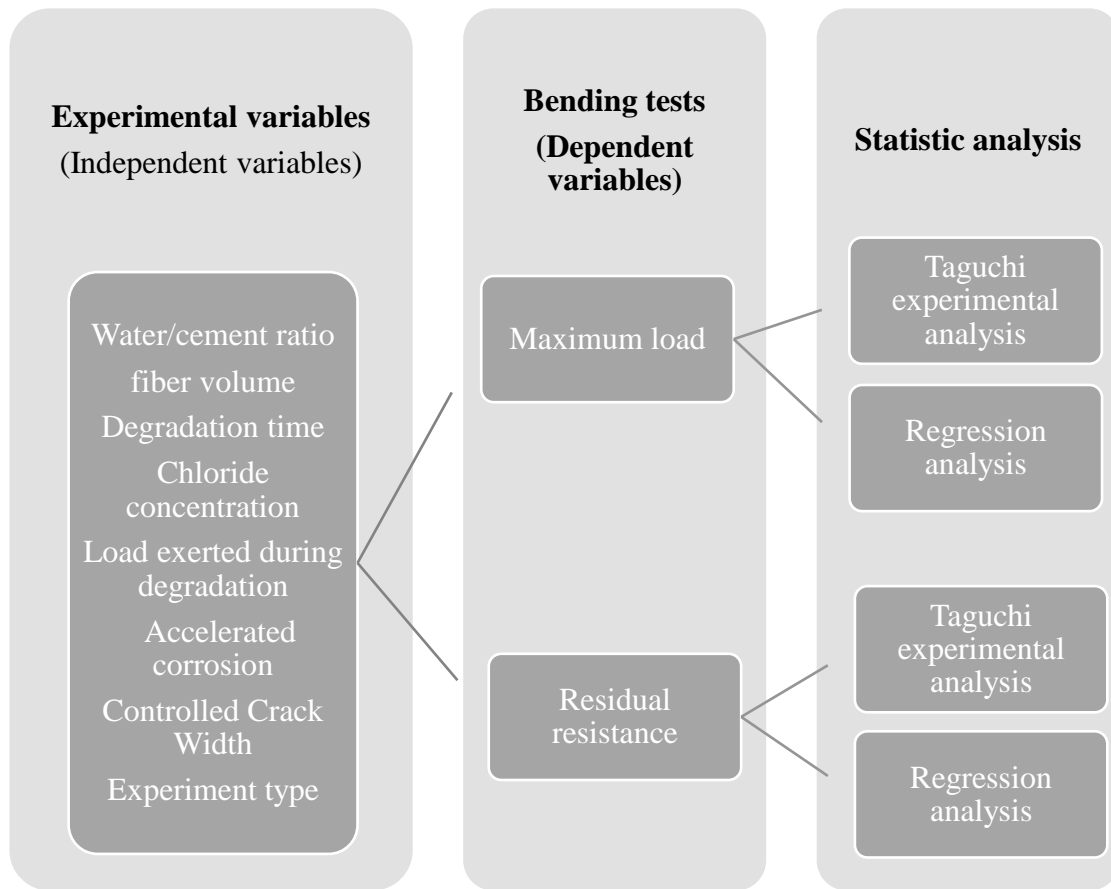 Experimental variables
(Independent variables)
Water/cement ratio
fiber volume
Degradation time
Chloride
concentration
Load exerted during
degradation
Accelerated
corrosion
Controlled Crack
Width
Experiment type
Bending tests
(Dependent
variables)
Maximum load
Residual
resistance
Statistic analysis
Taguchi
experimental
analysis
Regression
analysis
Taguchi
experimental
analysis
Regression
analysis